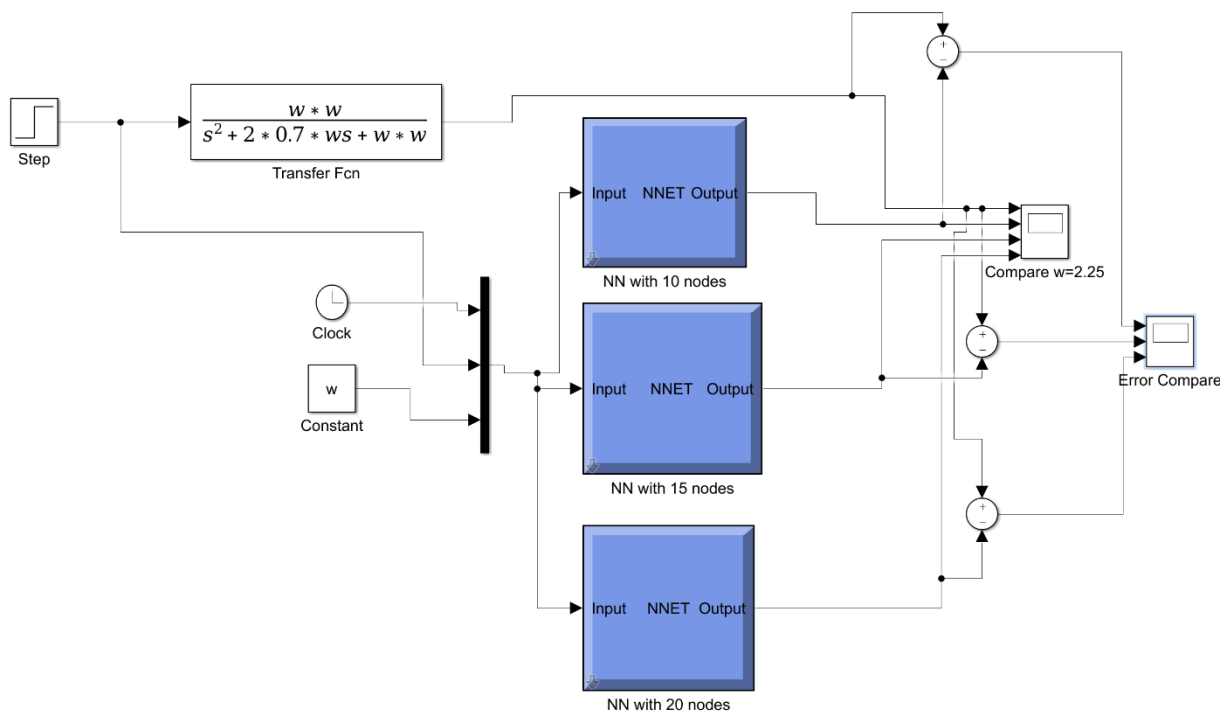 +
−
w * w
s² + 2 * 0.7 * ws + w * w
Step
Transfer Fcn
Input NNET Output
NN with 10 nodes
Compare w=2.25
Clock
+
−
Input NNET Output
w
Error Compare
Constant
NN with 15 nodes
+
−
Input NNET Output
NN with 20 nodes